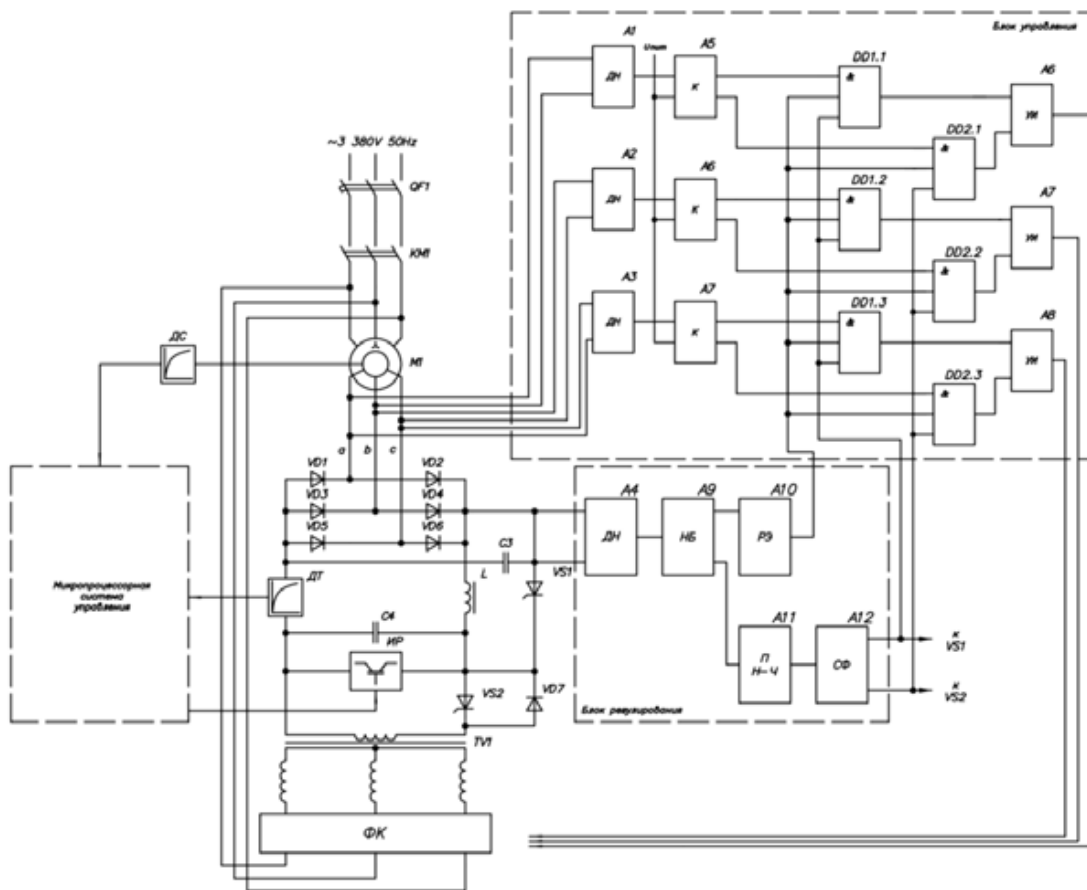 Блок управления
A1
Uпит
A5
DD1.1
A6
ДН
К
&
УИ
~3 380V 50Hz
DD2.1
&
QF1
A2
A6
DD1.2
A7
ДН
К
&
УИ
KM1
DD2.2
&
A3
A7
DD1.3
A8
ДН
К
&
УИ
ДС
М1
DD2.3
&
a
b
c
VD1
VD2
VD3
VD4
VD5
VD6
A4
A9
A10
ДН
НБ
РЭ
C3
VS1
L
ДТ
Микропроцессорная
система
управления
C4
ИР
A11
A12
П
Н-Ч
СФ
к
VS1
VS2
VD7
к
VS2
Блок регулирования
TV1
ФК